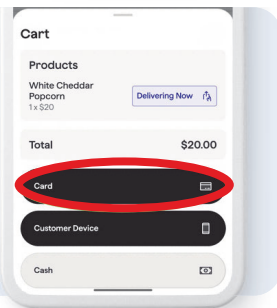 Cart
Products
White Cheddar
Popcorn
1 x $20
Delivering Now
Total $20.00
Card
Customer Device
Cash